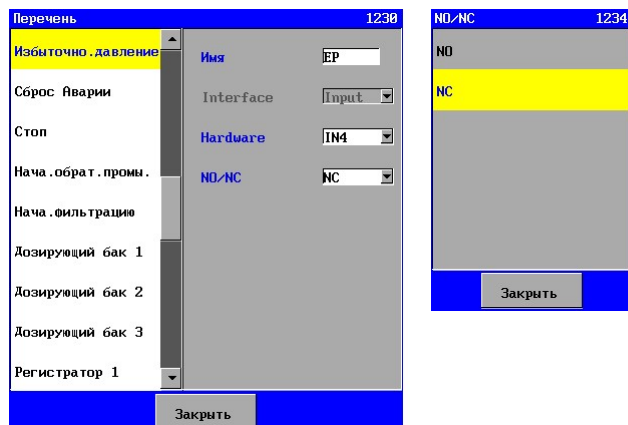 Перечень 1230
Избыточно.давление
Имя EP
Сброс Аварии
Interface Input
Стоп
Hardware IN4
Нача.обрат.промы.
NO/NC NC
Нача.фильтрацию
Дозирующий бак 1
Дозирующий бак 2
Дозирующий бак 3
Регистратор 1
Закрыть
NO/NC 1234
NO
NC
Закрыть